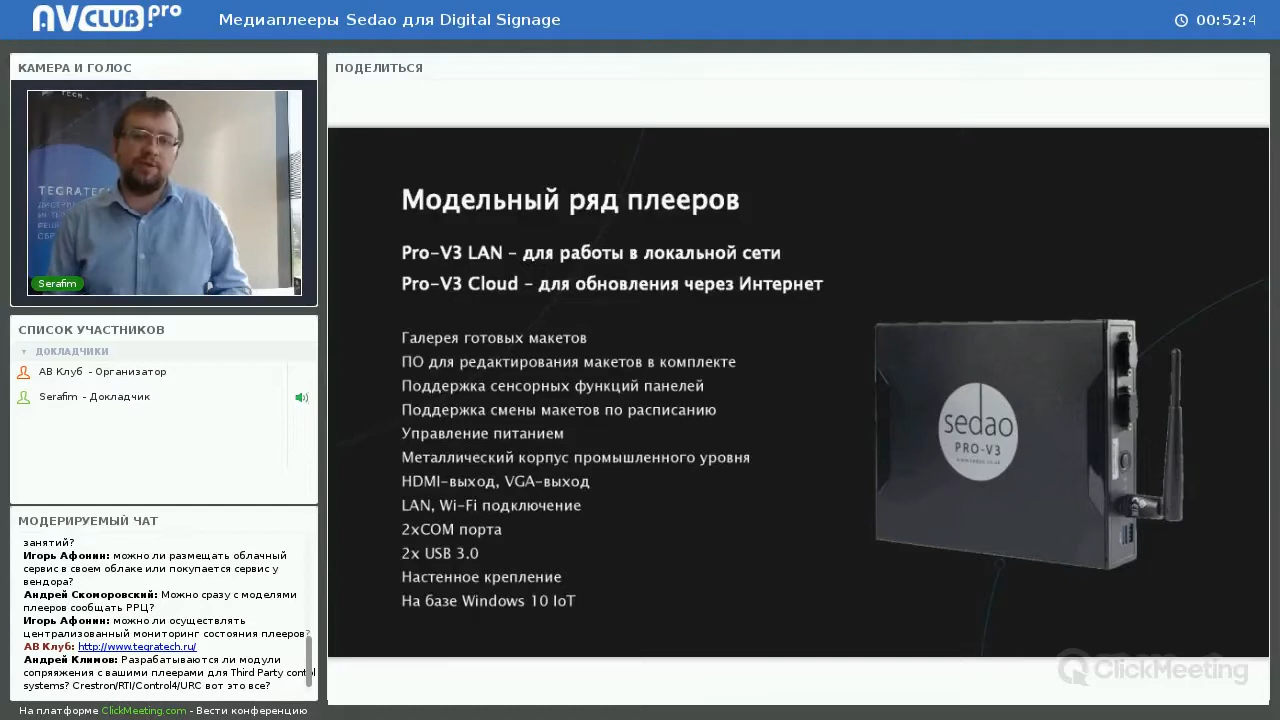 AVCLUBpro
Медиаплееры Sedao для Digital Signage
00:52:4
КАМЕРА И ГОЛОС
TEGRATECH
Serafim
СПИСОК УЧАСТНИКОВ
ДОКЛАДЧИКИ
АВ Клуб - Организатор
Serafim - Докладчик
МОДЕРИРУЕМЫЙ ЧАТ
занятий?
Игорь Афонин: можно ли размещать облачный
сервис в своем облаке или покупается сервис у
вендора?
Андрей Скоморовский: Можно сразу с моделями
плееров сообщать РРЦ?
Игорь Афонин: можно ли осуществлять
централизованный мониторинг состояния плееров?
АВ Клуб: http://www.tegratech.ru/
Андрей Климов: Разрабатываются ли модули
сопряяжения с вашими плеерами для Third Party control
systems? Crestron/RTI/Control4/URC вот это все?
На платформе ClickMeeting.com - Вести конференцию
ПОДЕЛИТЬСЯ
Модельный ряд плееров
Pro-V3 LAN – для работы в локальной сети
Pro-V3 Cloud – для обновления через Интернет
Галерея готовых макетов
ПО для редактирования макетов в комплекте
Поддержка сенсорных функций панелей
Поддержка смены макетов по расписанию
Управление питанием
Металлический корпус промышленного уровня
HDMI-выход, VGA-выход
LAN, Wi-Fi подключение
2xCOM порта
2x USB 3.0
Настенное крепление
На базе Windows 10 IoT
sedao
PRO-V3
ClickMeeting